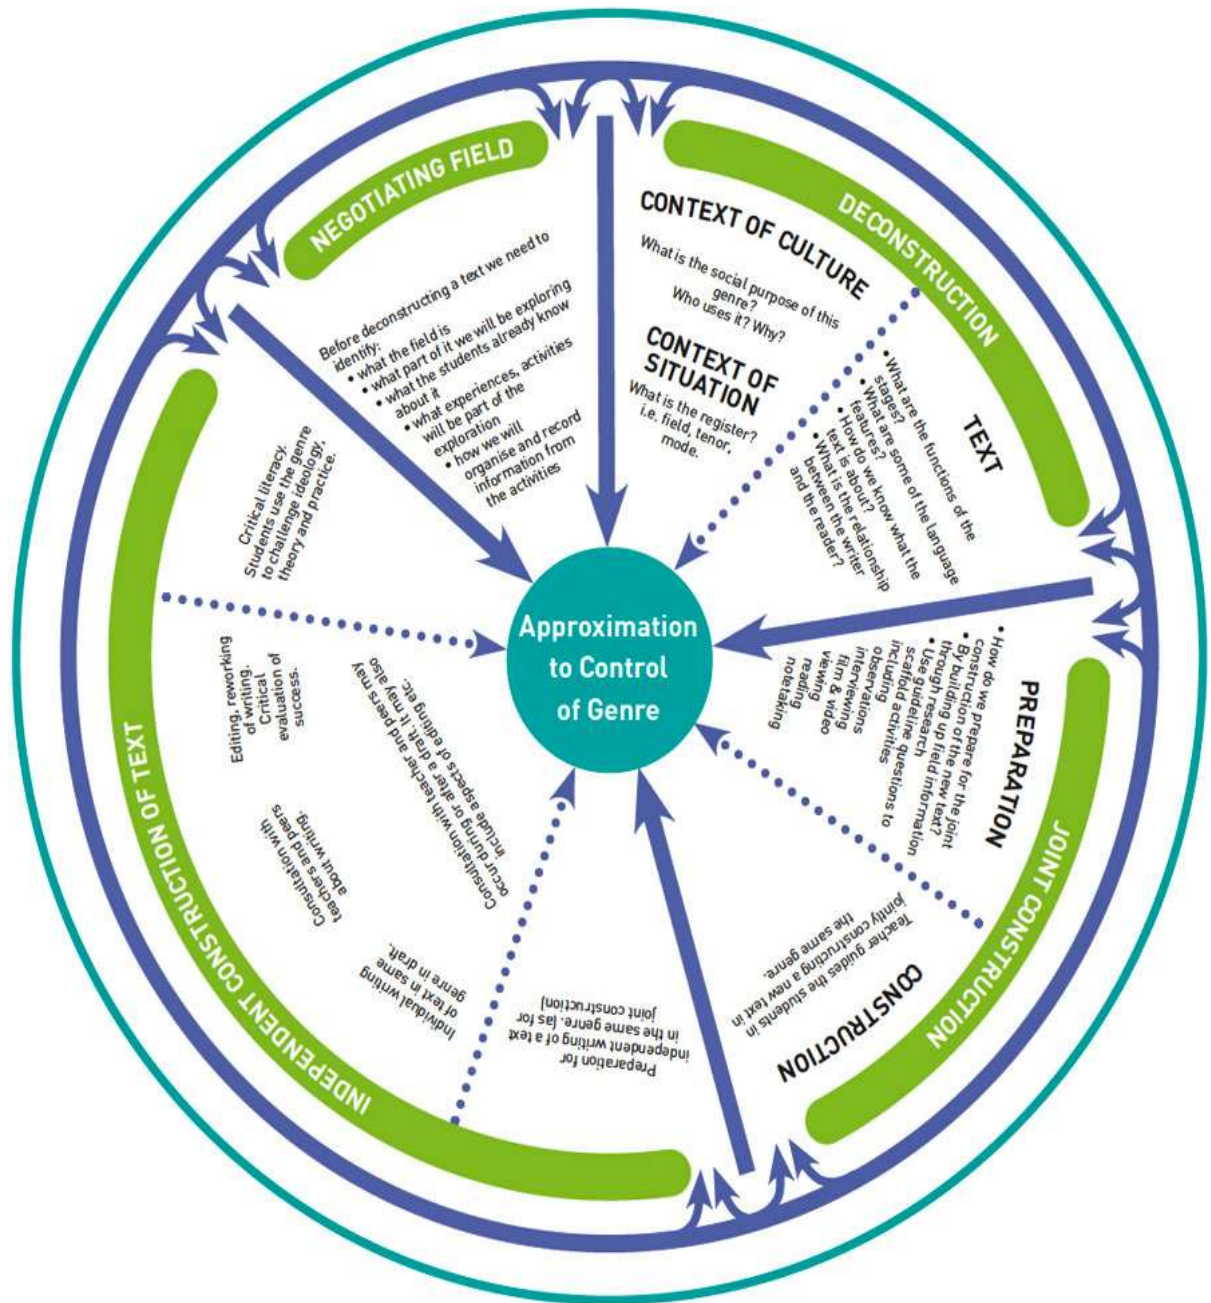 NEGOTIATING FIELD
Before deconstructing a text we need to
identify:
• what the field is
• what part of it we will be exploring
• what the students already know
about it
• what experiences, activities
will be part of the
exploration
• how we will
organise and record
information from
the activities
DECONSTRUCTION
CONTEXT OF CULTURE
What is the social purpose of this
genre?
Who uses it? Why?
CONTEXT OF
SITUATION
What is the register?
i.e. field, tenor,
mode.
TEXT
• What are the functions of the
stages?
• What are some of the language
features?
• How do we know what the
text is about?
• What is the relationship
between the writer
and the reader?
JOINT CONSTRUCTION
PREPARATION
• How do we prepare for the joint
construction of the new text?
• By building up field information
through research
• Use guideline questions to
scaffold activities
including
observations
interviewing
film & video
viewing
reading
notetaking
CONSTRUCTION
Teacher guides the students in
jointly constructing a new text in
the same genre.
INDEPENDENT CONSTRUCTION OF TEXT
Preparation for
independent writing of a text
in the same genre. (as for
joint construction)
Individual writing
of text in same
genre in draft.
Consultation with
teachers and peers
about writing.
Consultation with teacher and peers may
occur during or after a draft. It may also
include aspects of editing etc.
Editing, reworking
of writing.
Critical
evaluation of
success.
Critical literacy.
Students use the genre
to challenge ideology,
theory and practice.
Approximation
to Control
of Genre